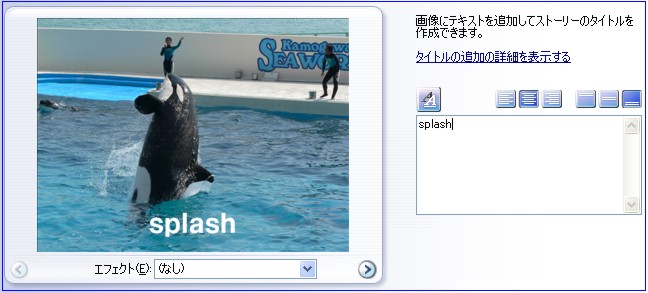 Kamogawa
SEA WORLD
splash
エフェクト(E): (なし)
画像にテキストを追加してストーリーのタイトルを
作成できます。
タイトルの追加の詳細を表示する
A
splash